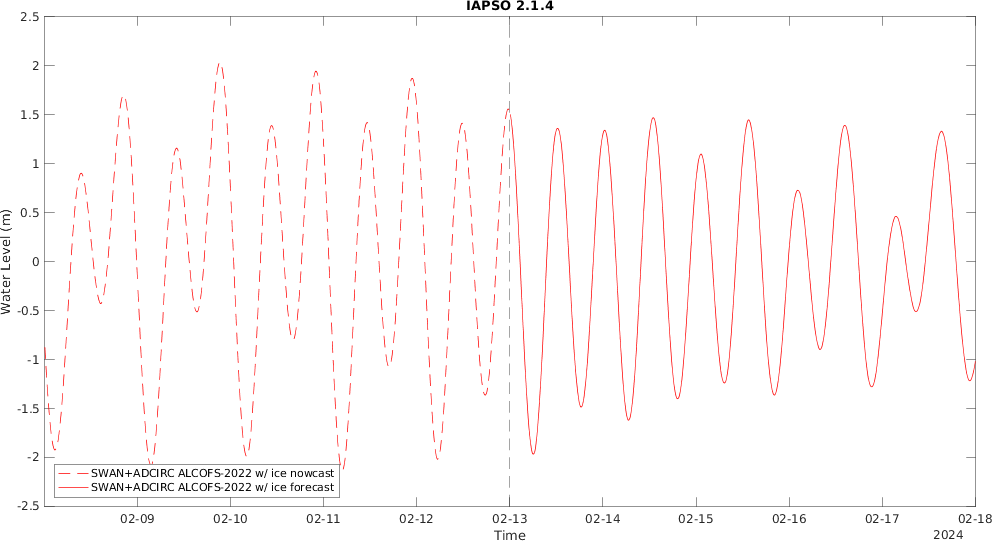 IAPSO 2.1.4
2.5
2
1.5
1
0.5
0
-0.5
-1
-1.5
-2
-2.5
Water Level (m)
SWAN+ADCIRC ALCOFS-2022 w/ ice nowcast
SWAN+ADCIRC ALCOFS-2022 w/ ice forecast
02-09 02-10 02-11 02-12 02-13 02-14 02-15 02-16 02-17 02-18
Time
2024